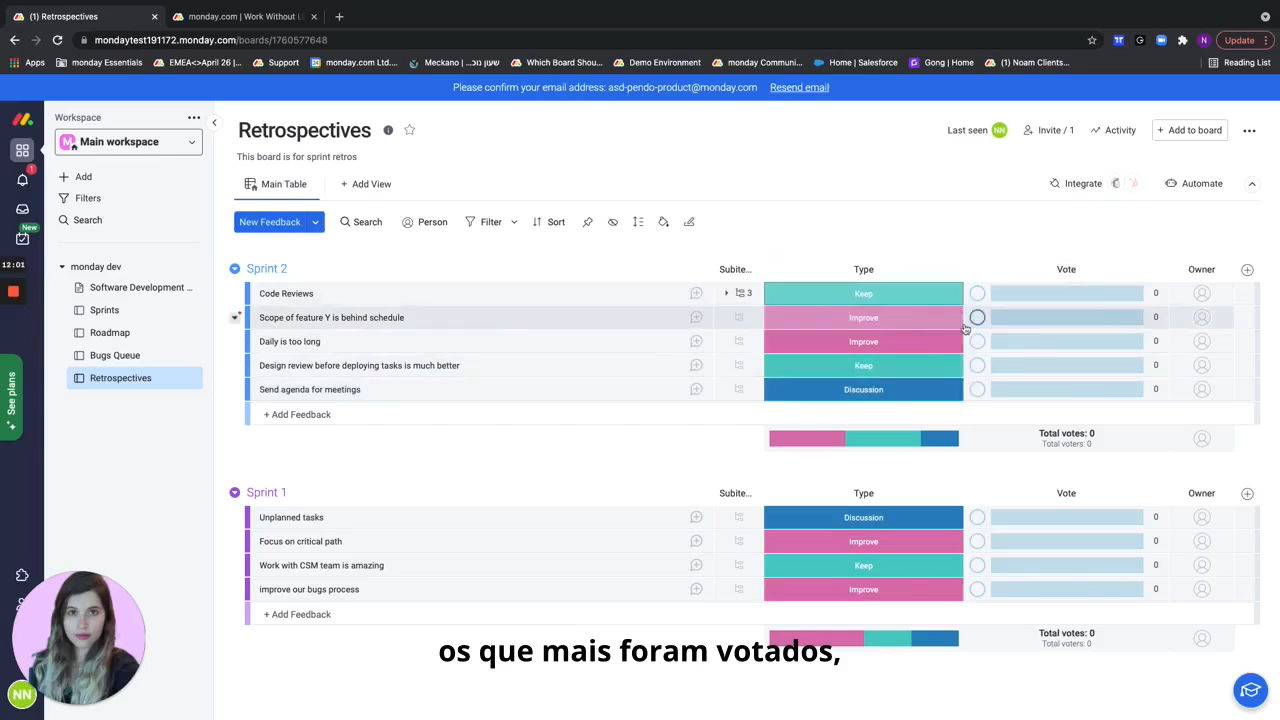 (1) Retrospectives
monday.com | Work Without Li
mondaytest191172.monday.com/boards/1760577648
N
Update
Apps
monday Essentials
EMEA<>April 26 |...
Support
monday.com Ltd....
Meckano | שעון נוכ...
Which Board Shou...
Demo Environment
monday Communi...
Home | Salesforce
Gong | Home
(1) Noam Clients...
Reading List
Please confirm your email address: asd-pendo-product@monday.com Resend email
Workspace
M
Main workspace
Add
Filters
Search
1
New
12:01
See plans
monday dev
Software Development ...
Sprints
Roadmap
Bugs Queue
Retrospectives
Retrospectives
Last seen NN
Invite / 1
Activity
+ Add to board
This board is for sprint retros
Main Table
+ Add View
Integrate
Automate
New Feedback
Search
Person
Filter
Sort
Sprint 2 Subite... Type Vote Owner
Code Reviews 3 Keep 0
Scope of feature Y is behind schedule Improve 0
Daily is too long Improve 0
Design review before deploying tasks is much better Keep 0
Send agenda for meetings Discussion 0
+ Add Feedback
Total votes: 0
Total voters: 0
Sprint 1 Subite... Type Vote Owner
Unplanned tasks Discussion 0
Focus on critical path Improve 0
Work with CSM team is amazing Keep 0
improve our bugs process Improve 0
+ Add Feedback
Total votes: 0
Total voters: 0
os que mais foram votados,
NN